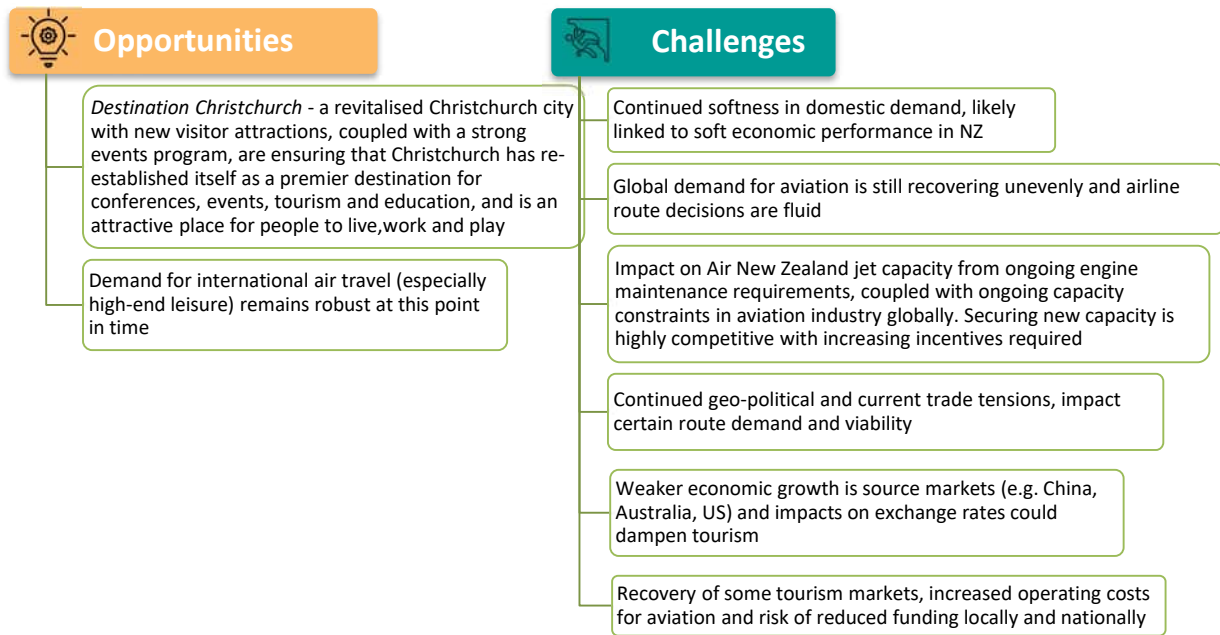 Opportunities
Destination Christchurch - a revitalised Christchurch city
with new visitor attractions, coupled with a strong
events program, are ensuring that Christchurch has re-
established itself as a premier destination for
conferences, events, tourism and education, and is an
attractive place for people to live,work and play
Demand for international air travel (especially
high-end leisure) remains robust at this point
in time
Challenges
Continued softness in domestic demand, likely
linked to soft economic performance in NZ
Global demand for aviation is still recovering unevenly and airline
route decisions are fluid
Impact on Air New Zealand jet capacity from ongoing engine
maintenance requirements, coupled with ongoing capacity
constraints in aviation industry globally. Securing new capacity is
highly competitive with increasing incentives required
Continued geo-political and current trade tensions, impact
certain route demand and viability
Weaker economic growth is source markets (e.g. China,
Australia, US) and impacts on exchange rates could
dampen tourism
Recovery of some tourism markets, increased operating costs
for aviation and risk of reduced funding locally and nationally